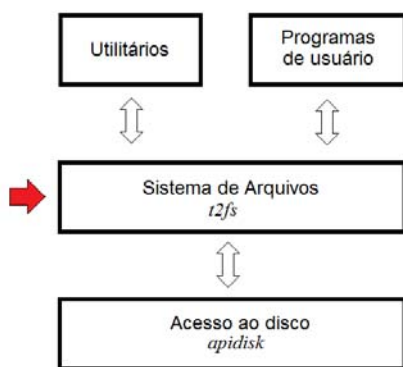 Utilitários
Programas
de usuário
Sistema de Arquivos
t2fs
Acesso ao disco
apidisk